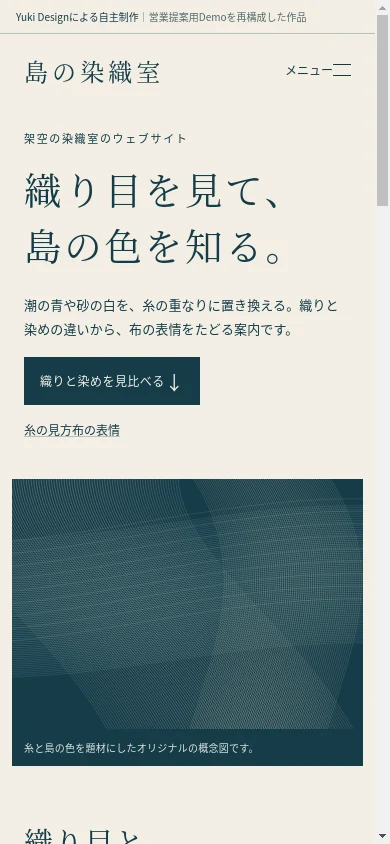 Yuki Designによる自主制作｜営業提案用Demoを再構成した作品
島の染織室
メニュー
架空の染織室のウェブサイト
織り目を見て、
島の色を知る。
潮の青や砂の白を、糸の重なりに置き換える。織りと
染めの違いから、布の表情をたどる案内です。
織りと染めを見比べる ↓
糸の見方布の表情
糸と島の色を題材にしたオリジナルの概念図です。
織り目と